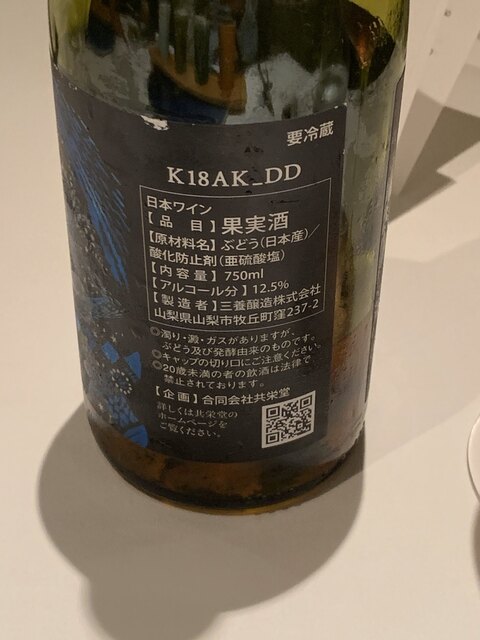 要冷蔵
K18AK_DD
日本ワイン
【品　目】果実酒
【原材料名】ぶどう(日本産)／
酸化防止剤(亜硫酸塩)
【内容量】750ml
【アルコール分】12.5%
【製造者】三養醸造株式会社
山梨県山梨市牧丘町窪237-2
◎濁り・澱・ガスがありますが、
ぶどう及び発酵由来のものです。
◎キャップの切り口にご注意ください。
◎20歳未満の者の飲酒は法律で
禁止されております。
【企画】合同会社共栄堂
詳しくは共栄堂の
ホームページを
ご覧ください。